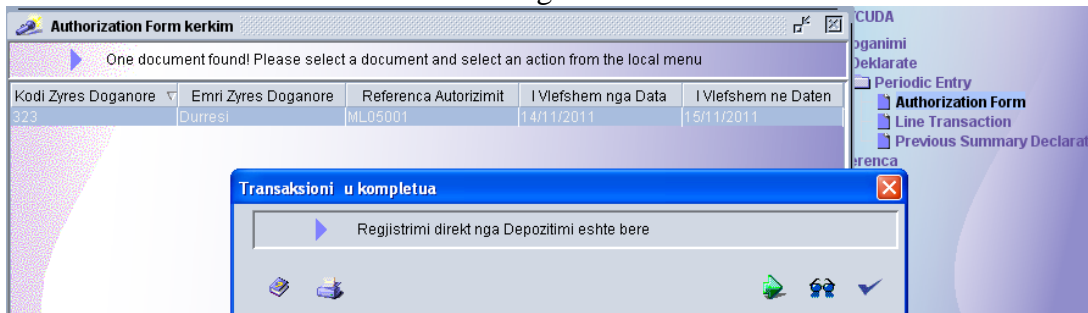 Authorization Form kerkim
One document found! Please select a document and select an action from the local menu
Kodi Zyres Doganore Emri Zyres Doganore Referenca Autorizimit I Vlefshem nga Data I Vlefshem ne Daten
323 Durresi ML05001 14/11/2011 15/11/2011
CUDA
Deklarate
Periodic Entry
Authorization Form
Line Transaction
Previous Summary Declarat
Transaksioni u kompletua
Regjistrimi direkt nga Depozitimi eshte bere